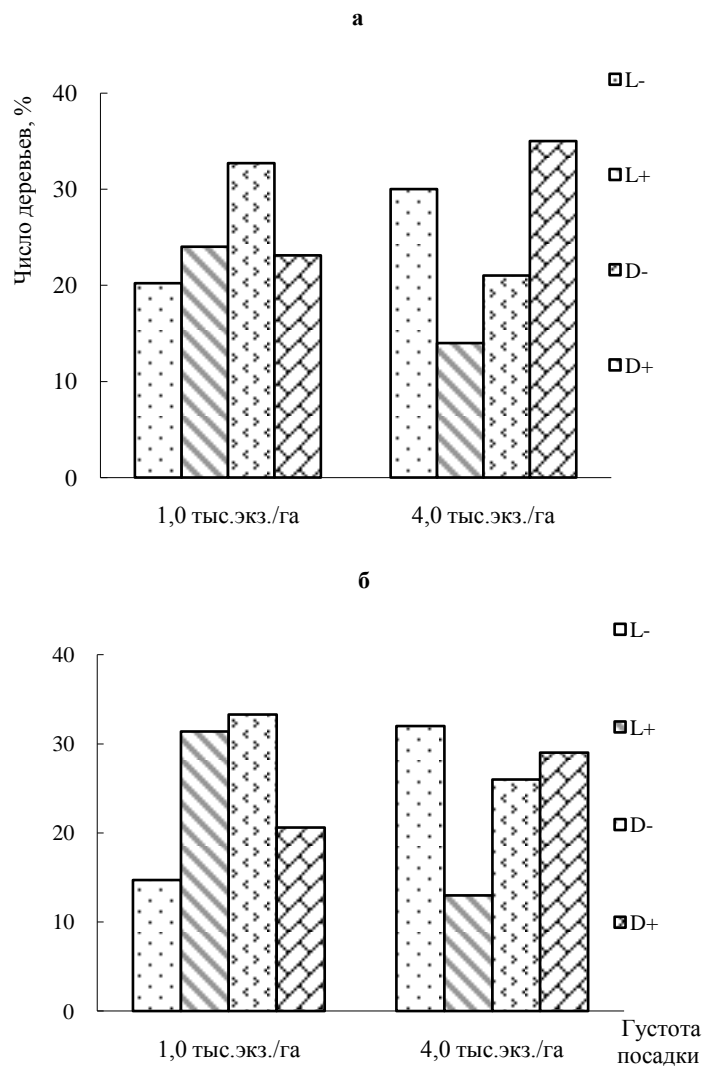 а
Число деревьев, %
40
30
20
10
0
1,0 тыс.экз./га
4,0 тыс.экз./га
L-
L+
D-
D+
б
40
30
20
10
0
1,0 тыс.экз./га
4,0 тыс.экз./га
Густота
посадки
L-
L+
D-
D+